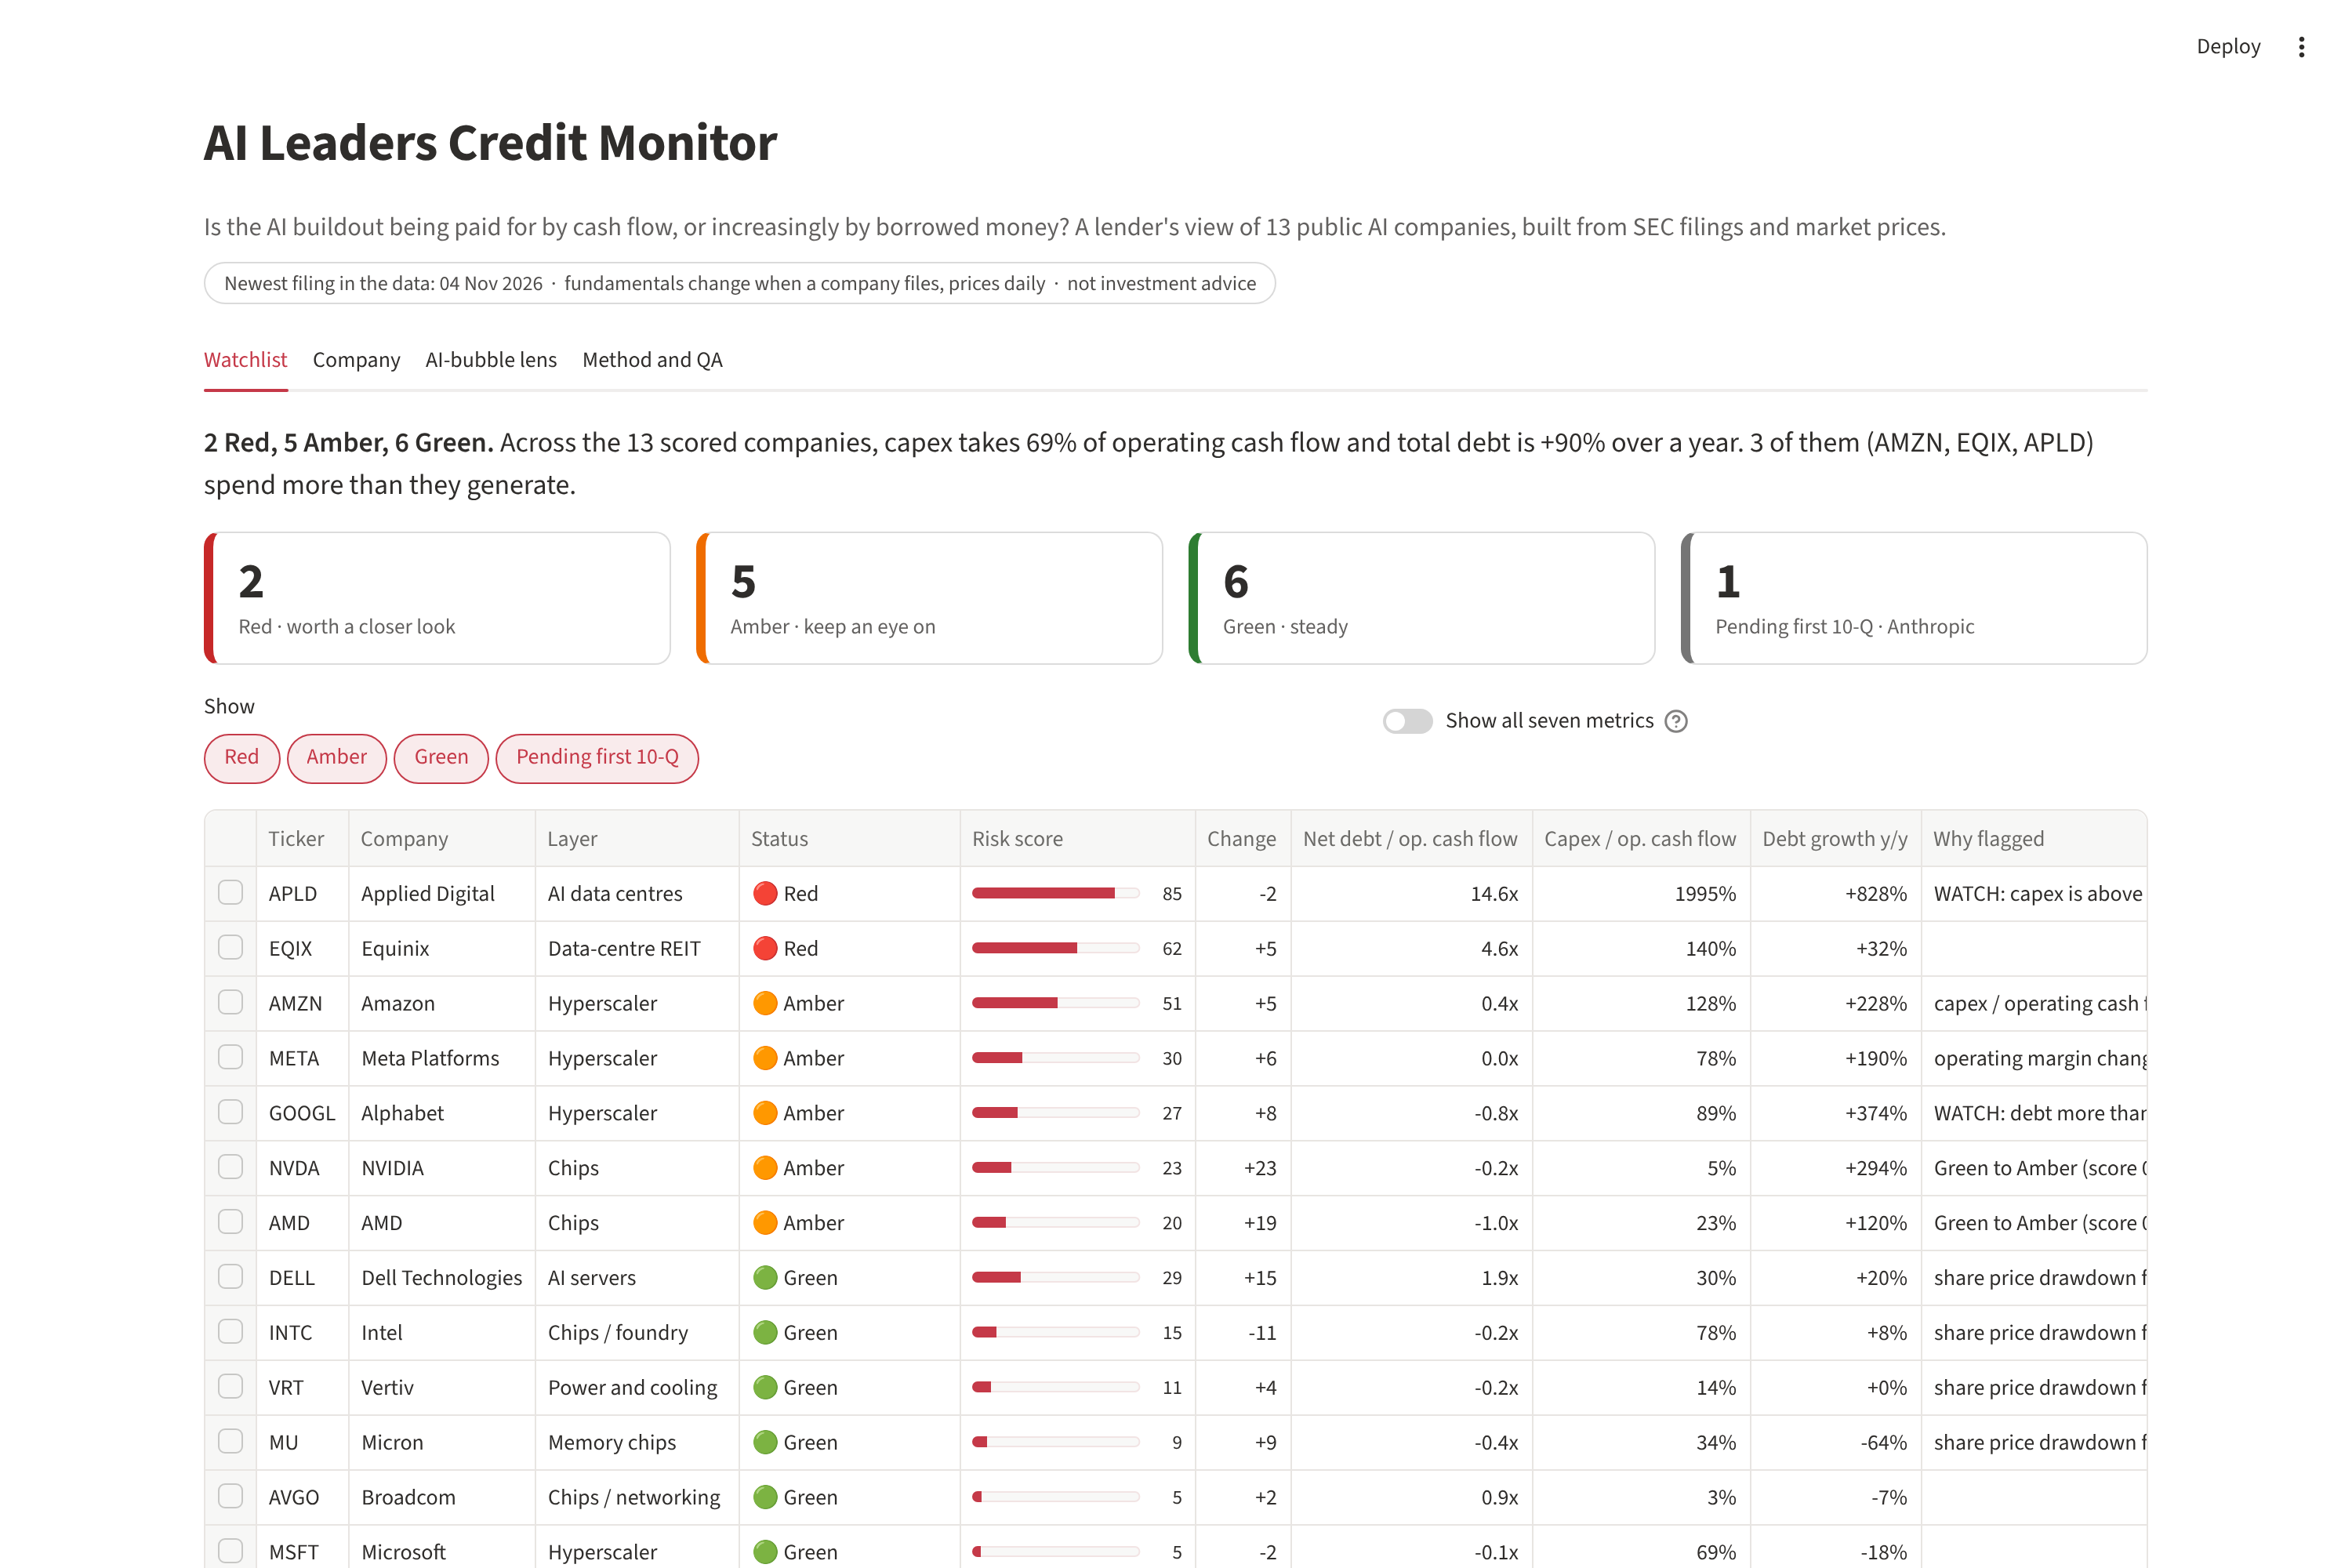 Deploy
AI Leaders Credit Monitor
Is the AI buildout being paid for by cash flow, or increasingly by borrowed money? A lender's view of 13 public AI companies, built from SEC filings and market prices.
Newest filing in the data: 04 Nov 2026 · fundamentals change when a company files, prices daily · not investment advice
Watchlist Company AI-bubble lens Method and QA
2 Red, 5 Amber, 6 Green. Across the 13 scored companies, capex takes 69% of operating cash flow and total debt is +90% over a year. 3 of them (AMZN, EQIX, APLD)
spend more than they generate.
2 5 6 1
Red · worth a closer look Amber · keep an eye on Green · steady Pending first 10-Q · Anthropic
Show
Show all seven metrics ?
Red Amber Green Pending first 10-Q
Ticker Company Layer Status Risk score Change Net debt / op. cash flow Capex / op. cash flow Debt growth y/y Why flagged
APLD Applied Digital AI data centres Red 85 -2 14.6x 1995% +828% WATCH: capex is above
EQIX Equinix Data-centre REIT Red 62 +5 4.6x 140% +32%
AMZN Amazon Hyperscaler Amber 51 +5 0.4x 128% +228% capex / operating cash
META Meta Platforms Hyperscaler Amber 30 +6 0.0x 78% +190% operating margin chang
GOOGL Alphabet Hyperscaler Amber 27 +8 -0.8x 89% +374% WATCH: debt more than
NVDA NVIDIA Chips Amber 23 +23 -0.2x 5% +294% Green to Amber (score
AMD AMD Chips Amber 20 +19 -1.0x 23% +120% Green to Amber (score
DELL Dell Technologies AI servers Green 29 +15 1.9x 30% +20% share price drawdown
INTC Intel Chips / foundry Green 15 -11 -0.2x 78% +8% share price drawdown
VRT Vertiv Power and cooling Green 11 +4 -0.2x 14% +0% share price drawdown
MU Micron Memory chips Green 9 +9 -0.4x 34% -64% share price drawdown
AVGO Broadcom Chips / networking Green 5 +2 0.9x 3% -7%
MSFT Microsoft Hyperscaler Green 5 -2 -0.1x 69% -18%